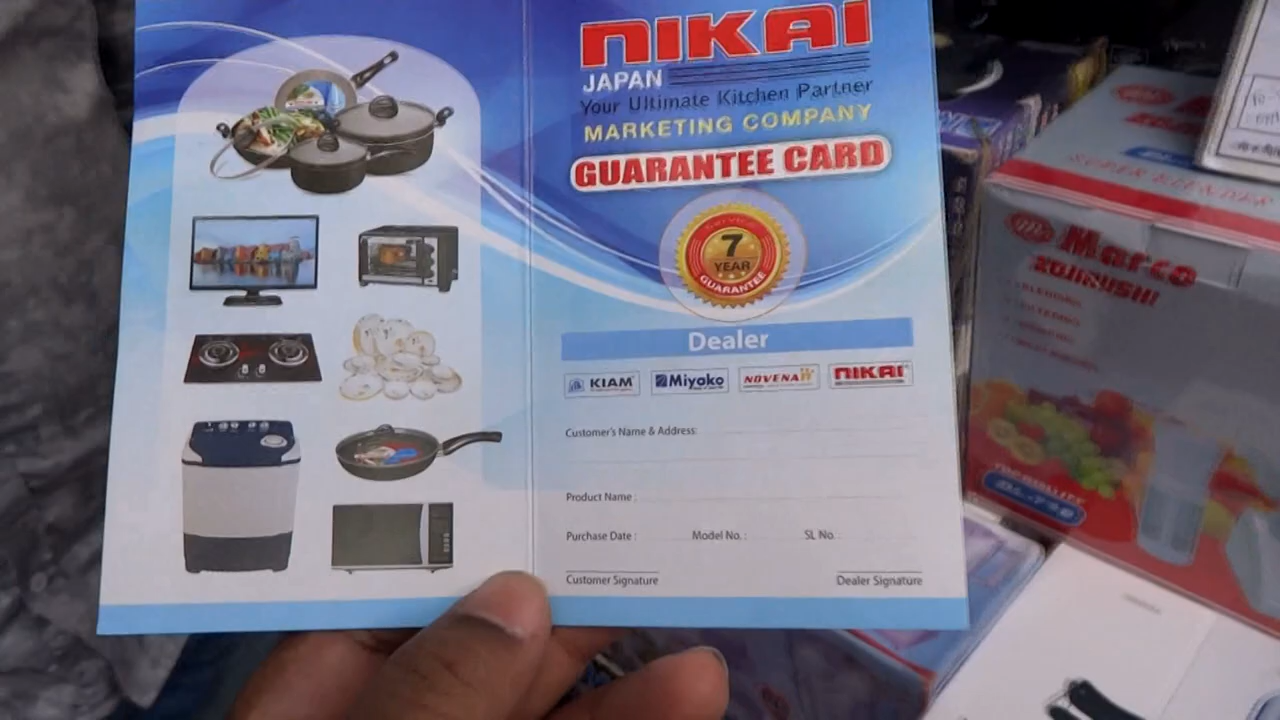 NIKAI
JAPAN
Your Ultimate Kitchen Partner
MARKETING COMPANY
GUARANTEE CARD
7
YEAR
GUARANTEE
Dealer
KIAM
Miyako
NOVENA
NIKAI
Customer's Name & Address:
Product Name :
Purchase Date :
Model No. :
SL No.
Customer Signature
Dealer Signature
Marco